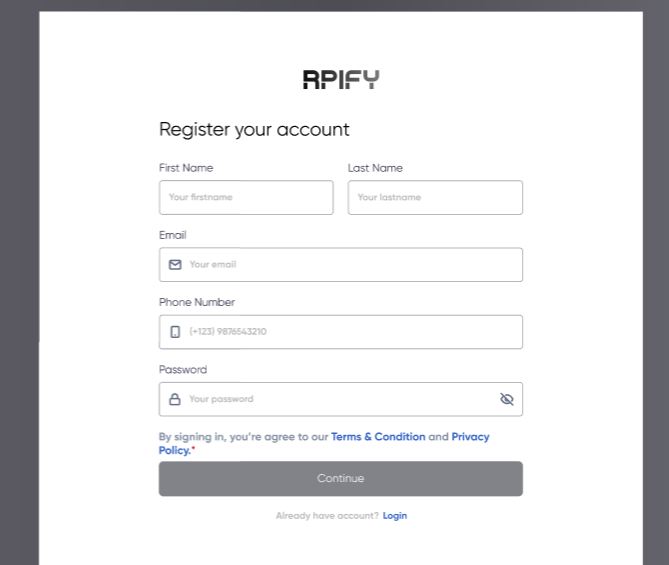 RPIFY
Register your account
First Name
Last Name
Your firstname
Your lastname
Email
Your email
Phone Number
(+123) 9876543210
Password
Your password
By signing in, you're agree to our Terms & Condition and Privacy
Policy.*
Continue
Already have account? Login